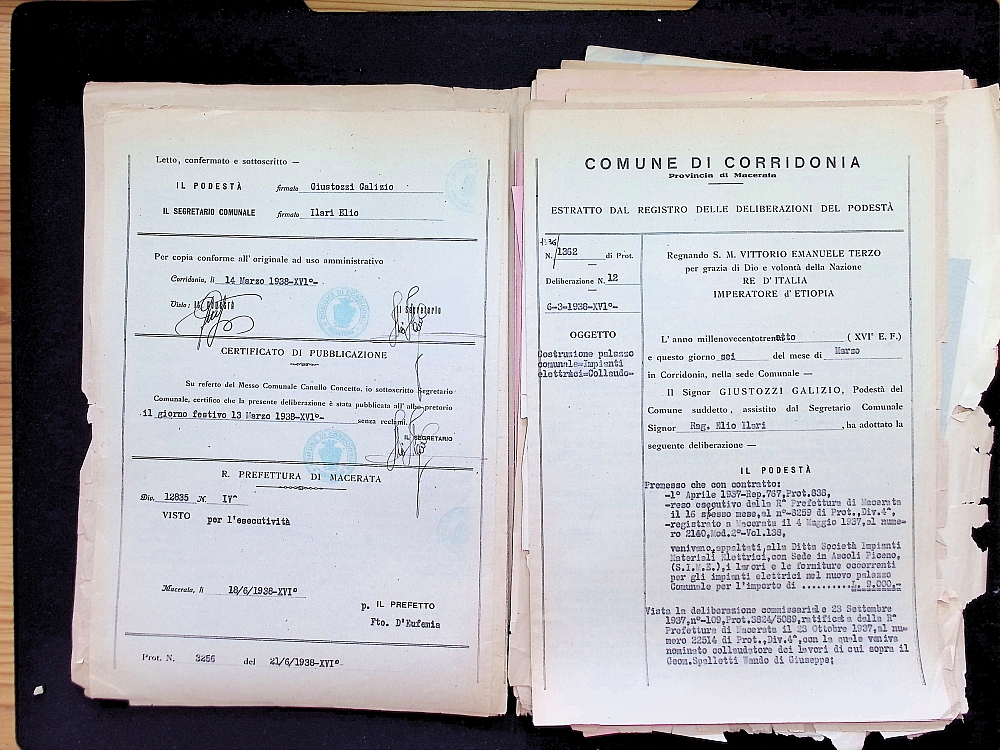 Letto, confermato e sottoscritto —
IL PODESTÀ firmato Giustozzi Galizio
IL SEGRETARIO COMUNALE firmato Ilari Elio
Per copia conforme all' originale ad uso amministrativo
Corridonia, li 14 Marzo 1938-XVI°-
Visto: IL PODESTÀ Il Segretario
CERTIFICATO DI PUBBLICAZIONE
Su referto del Messo Comunale Canullo Concetto, io sottoscritto Segretario
Comunale, certifico che la presente deliberazione è stata pubblicata all' albo pretorio
il giorno festivo 13 Marzo 1938-XVI°- senza reclami.
IL SEGRETARIO
R. PREFETTURA DI MACERATA
Div. 12835 N. IV^
VISTO per l'esecutività
Macerata, li 18/6/1938-XVI°
p. IL PREFETTO
Fto. D'Eufemia
Prot. N. 3256 del 21/6/1938-XVI°
COMUNE DI CORRIDONIA
Provincia di Macerata
ESTRATTO DAL REGISTRO DELLE DELIBERAZIONI DEL PODESTÀ
N. 1362 di Prot.
Deliberazione N. 12
6-3-1938-XVI°-
OGGETTO
Costruzione palazzo
comunale=Impianti
elettrici=Collaudo-
Regnando S. M. VITTORIO EMANUELE TERZO
per grazia di Dio e volontà della Nazione
RE D' ITALIA
IMPERATORE d' ETIOPIA
L' anno millenovecentotrentotto ( XVI° E. F.)
e questo giorno sei del mese di Marzo
in Corridonia, nella sede Comunale —
Il Signor GIUSTOZZI GALIZIO, Podestà del
Comune suddetto, assistito dal Segretario Comunale
Signor Rag. Elio Ilari , ha adottato la
seguente deliberazione —
IL PODESTÀ
Premesso che con contratto:
-1° Aprile 1937-Rep.767,Prot.838,
-reso esecutivo dalla R^ Prefettura di Macerata
il 16 stesso mese,al n°-8259 di Prot.,Div.4^,
-registrato a Macerata il 4 Maggio 1937,al nume-
ro 2140,Mod.2°-Vol.138,
venivano,appaltati,alla Ditta Società Impianti
Materiali Elettrici,con Sede in Ascoli Piceno,
(S.I.M.E.),i lavori e le forniture occorrenti
per gli impianti elettrici nel nuovo palazzo
Comunale per l'importo di ..........L. 9.000.-
Vista la deliberazione commissariale 23 Settembre
1937,n°-109,Prot.3824/5089,ratificata dalla R^
Prefettura di Macerata il 23 Ottobre 1937,al nu-
mero 22514 di Prot.,Div.4^,con la quale veniva
nominato collaudatore dei lavori di cui sopra il
Geom.Spalletti Wando di Giuseppe;